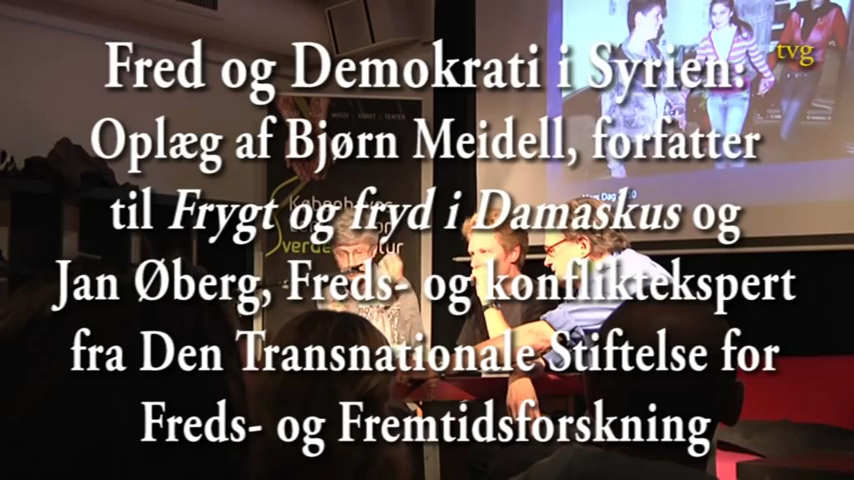 Fred og Demokrati i Syrien:
tvg
Oplæg af Bjørn Meidell, forfatter
til Frygt og fryd i Damaskus og
Jan Øberg, Freds- og konfliktekspert
fra Den Transnationale Stiftelse for
Freds- og Fremtidsforskning